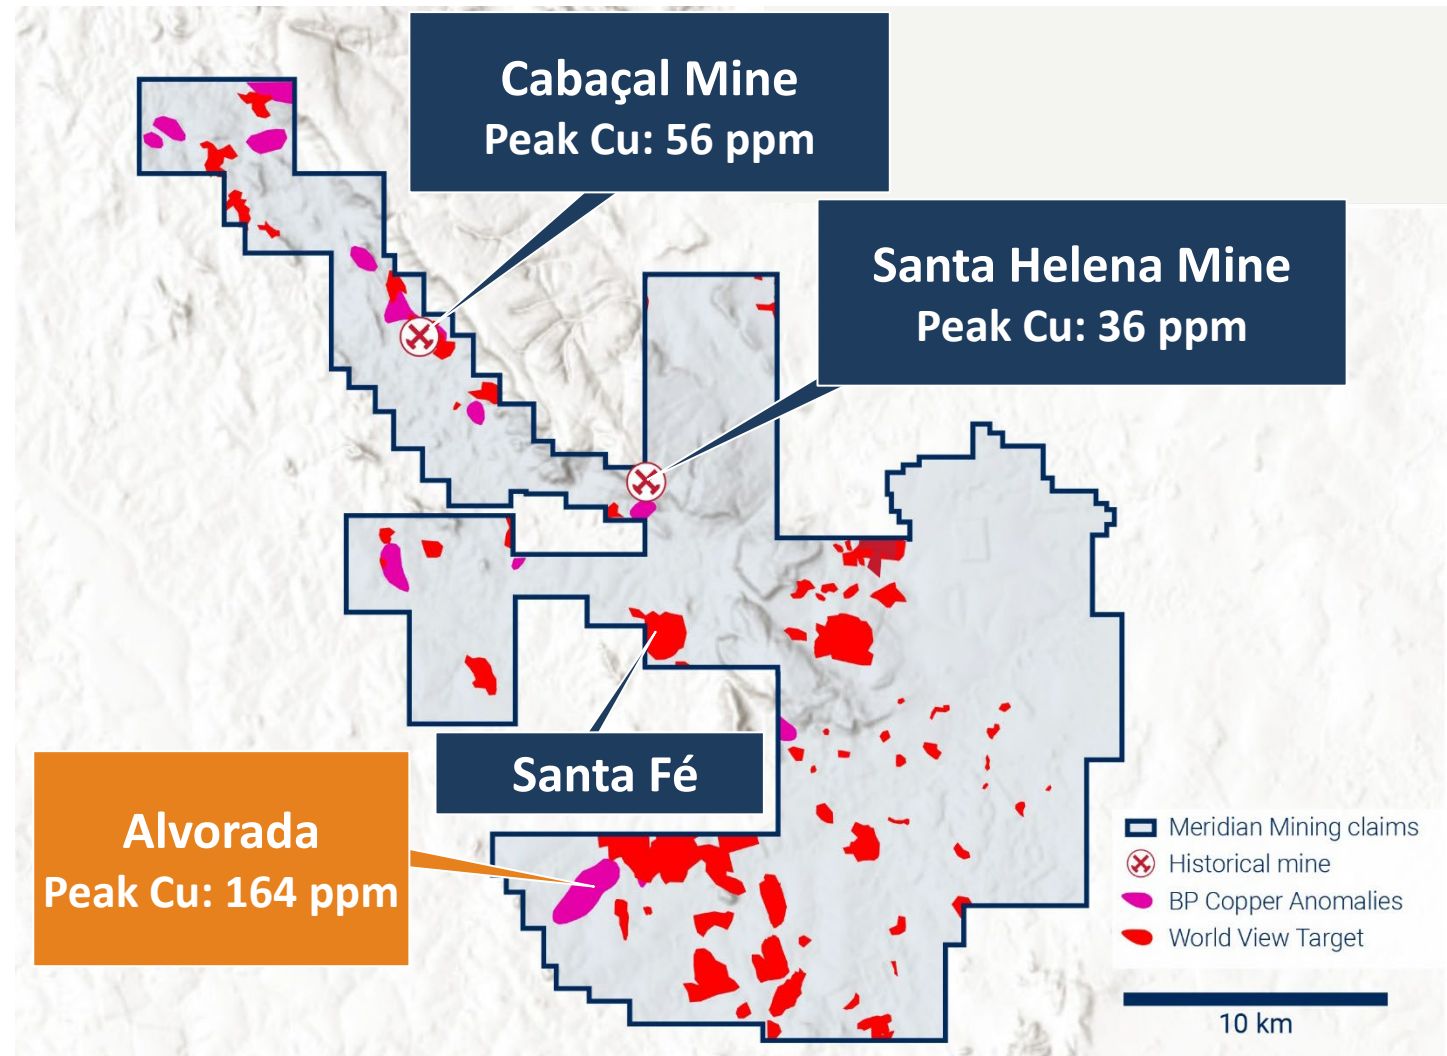 Cabaçal Mine
Peak Cu: 56 ppm
Santa Helena Mine
Peak Cu: 36 ppm
Santa Fé
Alvorada
Peak Cu: 164 ppm
Meridian Mining claims
Historical mine
BP Copper Anomalies
World View Target
10 km